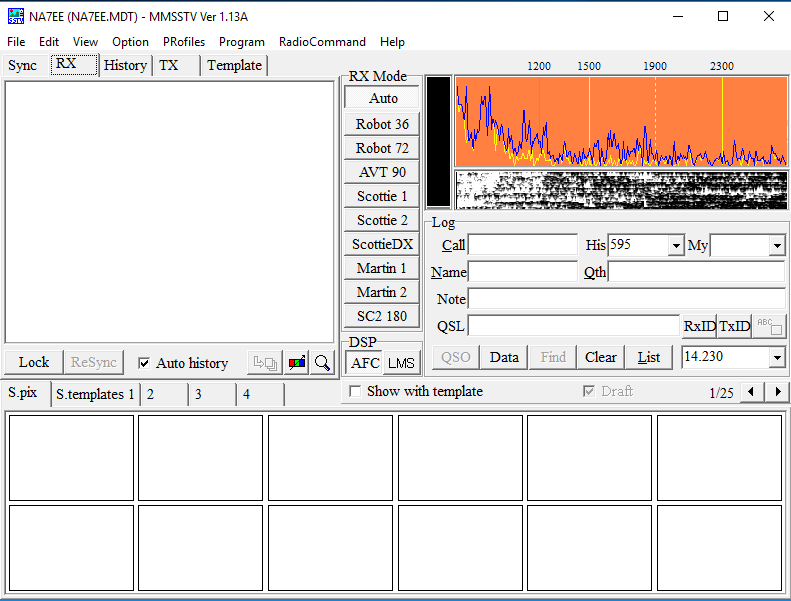 NA7EE (NA7EE.MDT) - MMSSTV Ver 1.13A
File Edit View Option PRofiles Program RadioCommand Help
Sync RX History TX Template
RX Mode
Auto
Robot 36
Robot 72
AVT 90
Scottie 1
Scottie 2
ScottieDX
Martin 1
Martin 2
SC2 180
DSP
AFC LMS
1200 1500 1900 2300
Log
Call His 595 My
Name Qth
Note
QSL RxID TxID ABC
QSO Data Find Clear List 14.230
Lock ReSync Auto history
Show with template Draft 1/25
S.pix S.templates 1 2 3 4